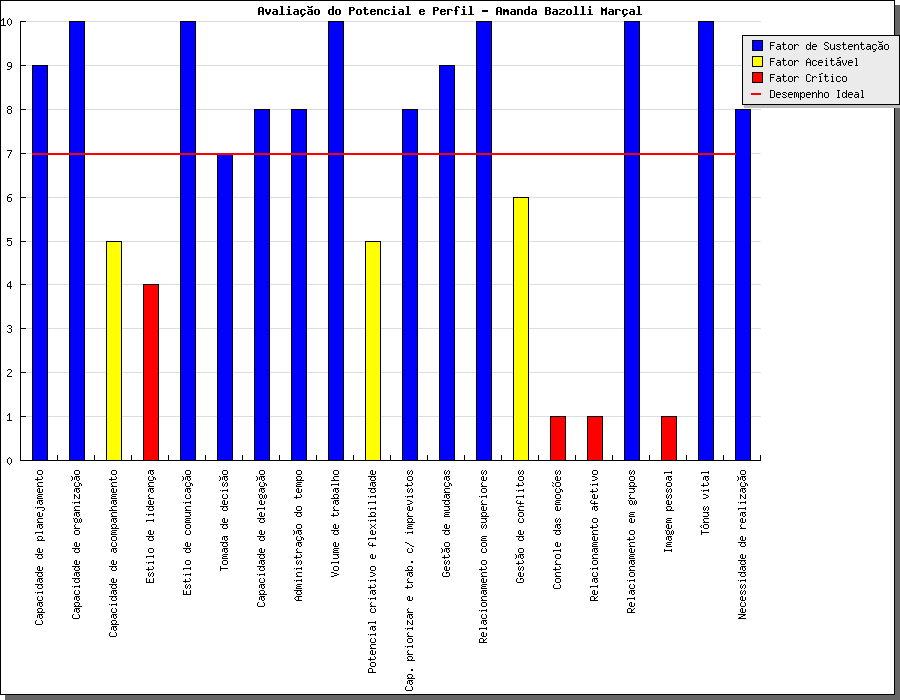 Avaliação do Potencial e Perfil - Amanda Bazolli Marçal
Fator de Sustentação
Fator Aceitável
Fator Crítico
Desempenho Ideal
10
9
8
7
6
5
4
3
2
1
0
Capacidade de planejamento
Capacidade de organização
Capacidade de acompanhamento
Estilo de liderança
Estilo de comunicação
Tomada de decisão
Capacidade de delegação
Administração do tempo
Volume de trabalho
Potencial criativo e flexibilidade
Cap. priorizar e trab. c/ imprevistos
Gestão de mudanças
Relacionamento com superiores
Gestão de conflitos
Controle das emoções
Relacionamento afetivo
Relacionamento em grupos
Imagem pessoal
Tônus vital
Necessidade de realização